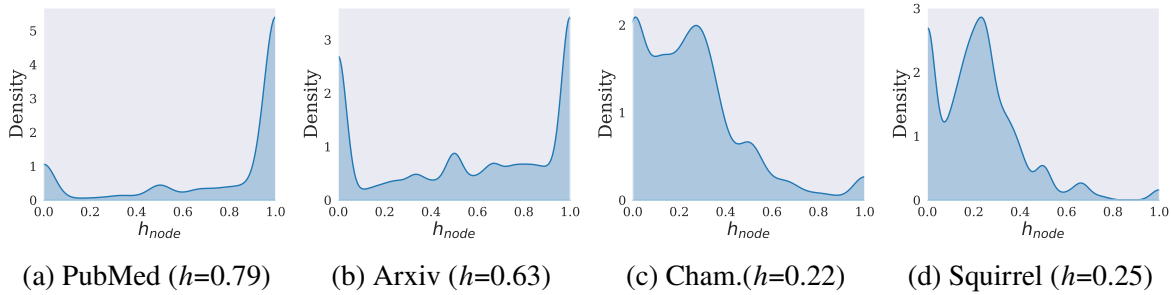 Density
5
4
3
2
1
0
0.0 0.2 0.4 0.6 0.8 1.0
h_node
(a) PubMed (h=0.79)
Density
3
2
1
0
0.0 0.2 0.4 0.6 0.8 1.0
h_node
(b) Arxiv (h=0.63)
Density
2
1
0
0.0 0.2 0.4 0.6 0.8 1.0
h_node
(c) Cham.(h=0.22)
Density
3
2
1
0
0.0 0.2 0.4 0.6 0.8 1.0
h_node
(d) Squirrel (h=0.25)